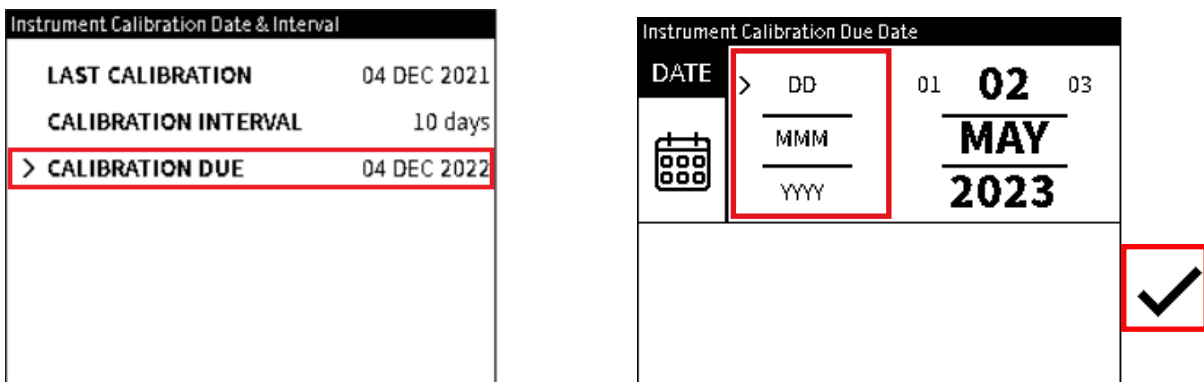 Instrument Calibration Date & Interval
LAST CALIBRATION 04 DEC 2021
CALIBRATION INTERVAL 10 days
> CALIBRATION DUE 04 DEC 2022
Instrument Calibration Due Date
DATE
> DD 01 02 03
MMM MAY
YYYY 2023